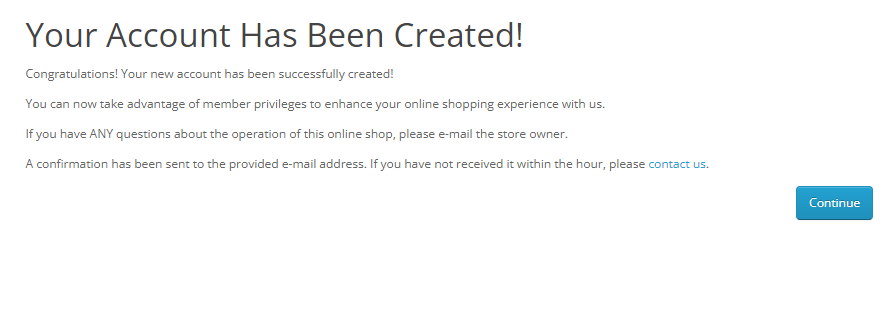 Your Account Has Been Created!
Congratulations! Your new account has been successfully created!
You can now take advantage of member privileges to enhance your online shopping experience with us.
If you have ANY questions about the operation of this online shop, please e-mail the store owner.
A confirmation has been sent to the provided e-mail address. If you have not received it within the hour, please contact us.
Continue